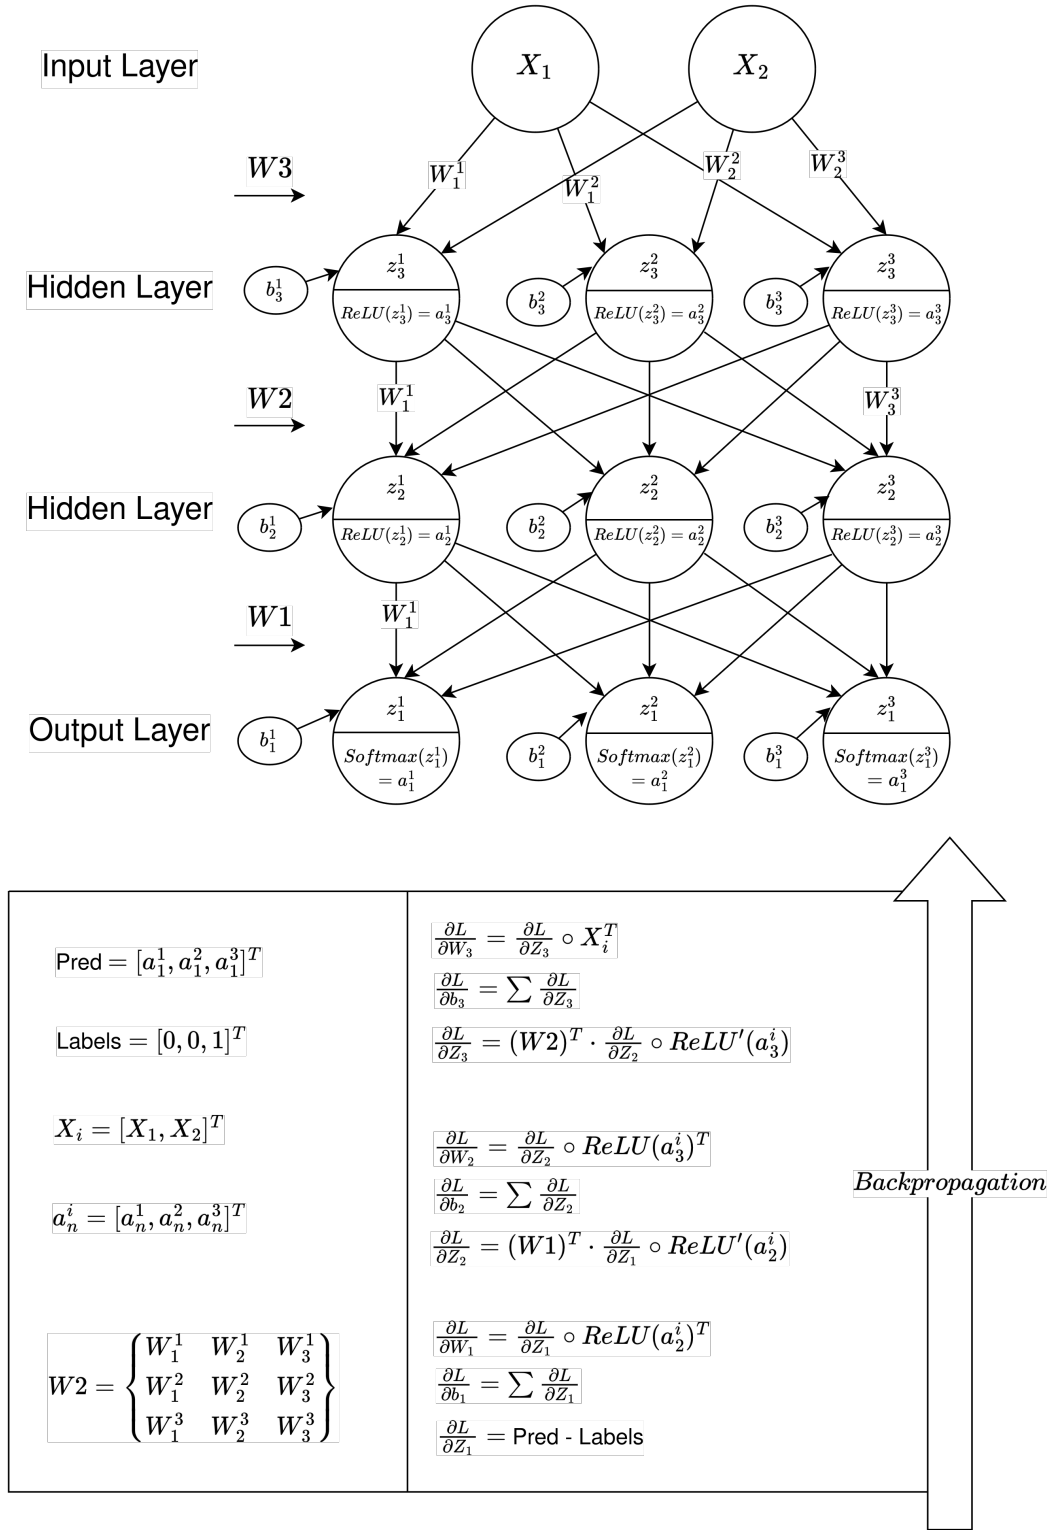 X_1 X_2
Input Layer
W3
W_1^1 W_1^2 W_2^2 W_2^3
Hidden Layer
b_3^1 z_3^1 b_3^2 z_3^2 b_3^3 z_3^3
ReLU(z_3^1) = a_3^1 ReLU(z_3^2) = a_3^2 ReLU(z_3^3) = a_3^3
W2
W_1^1 W_3^3
Hidden Layer
b_2^1 z_2^1 b_2^2 z_2^2 b_2^3 z_2^3
ReLU(z_2^1) = a_2^1 ReLU(z_2^2) = a_2^2 ReLU(z_2^3) = a_2^3
W1
W_1^1
Output Layer
b_1^1 z_1^1 b_1^2 z_1^2 b_1^3 z_1^3
Softmax(z_1^1) Softmax(z_1^2) Softmax(z_1^3)
= a_1^1 = a_1^2 = a_1^3
Pred = [a_1^1, a_1^2, a_1^3]^T
Labels = [0, 0, 1]^T
X_i = [X_1, X_2]^T
a_n^i = [a_n^1, a_n^2, a_n^3]^T
W2 = { W_1^1 W_2^1 W_3^1
W_1^2 W_2^2 W_3^2
W_1^3 W_2^3 W_3^3 }
∂L/∂W_3 = ∂L/∂Z_3 ∘ X_i^T
∂L/∂b_3 = ∑ ∂L/∂Z_3
∂L/∂Z_3 = (W2)^T · ∂L/∂Z_2 ∘ ReLU′(a_3^i)
∂L/∂W_2 = ∂L/∂Z_2 ∘ ReLU(a_3^i)^T
∂L/∂b_2 = ∑ ∂L/∂Z_2
∂L/∂Z_2 = (W1)^T · ∂L/∂Z_1 ∘ ReLU′(a_2^i)
∂L/∂W_1 = ∂L/∂Z_1 ∘ ReLU(a_2^i)^T
∂L/∂b_1 = ∑ ∂L/∂Z_1
∂L/∂Z_1 = Pred - Labels
Backpropagation